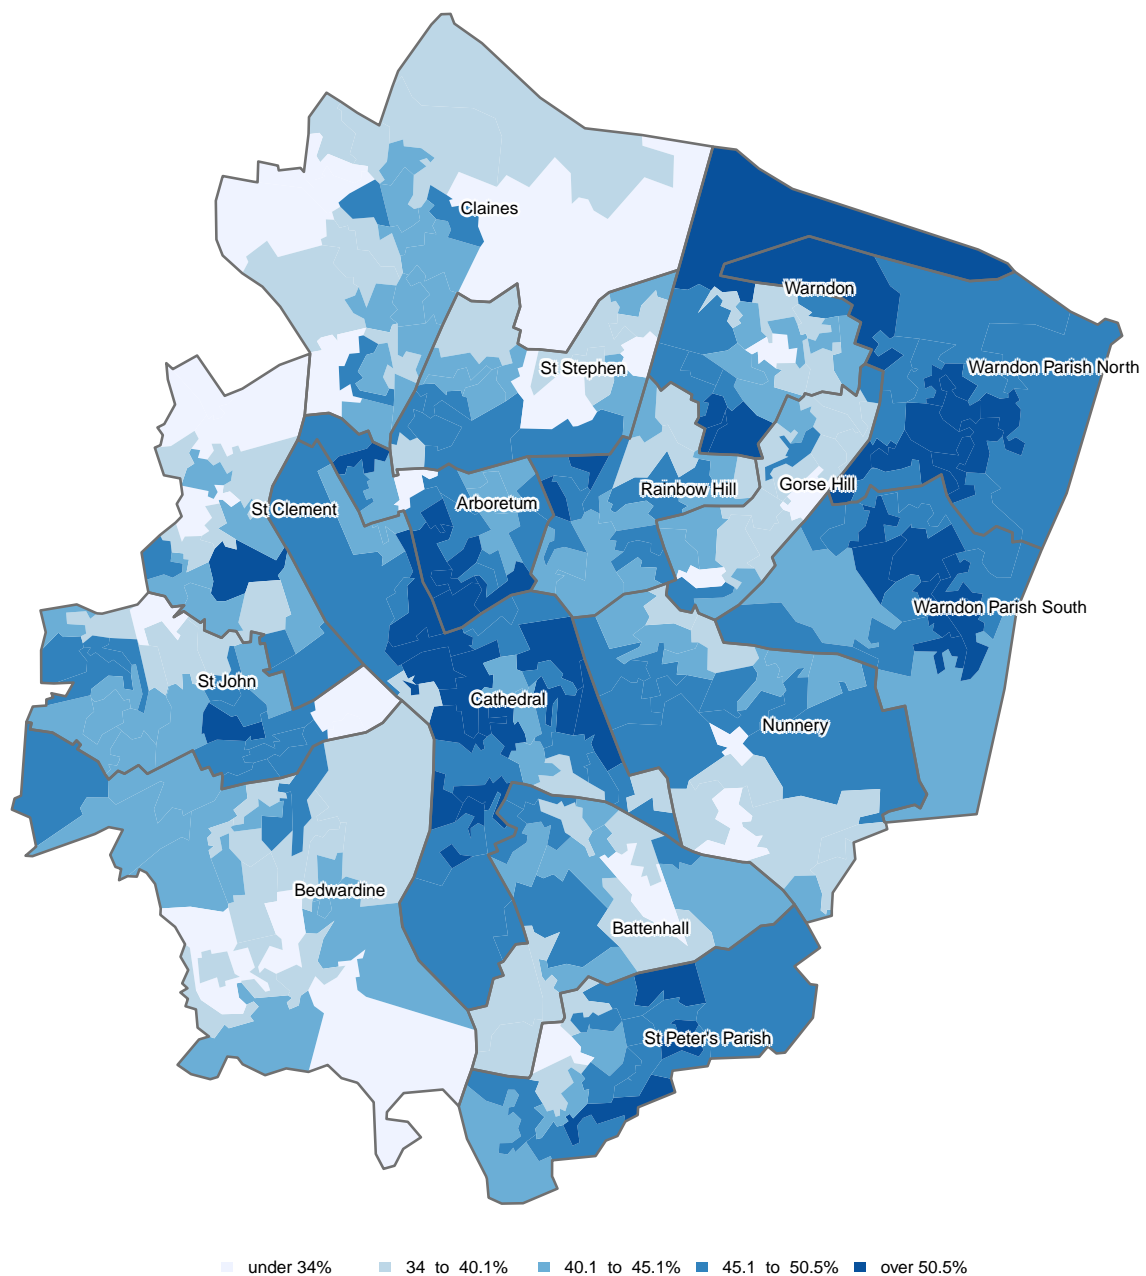 Claines
Warndon
St Stephen
Warndon Parish North
Rainbow Hill
Gorse Hill
Arboretum
St Clement
Warndon Parish South
St John
Cathedral
Nunnery
Bedwardine
Battenhall
St Peter's Parish
under 34% 34 to 40.1% 40.1 to 45.1% 45.1 to 50.5% over 50.5%